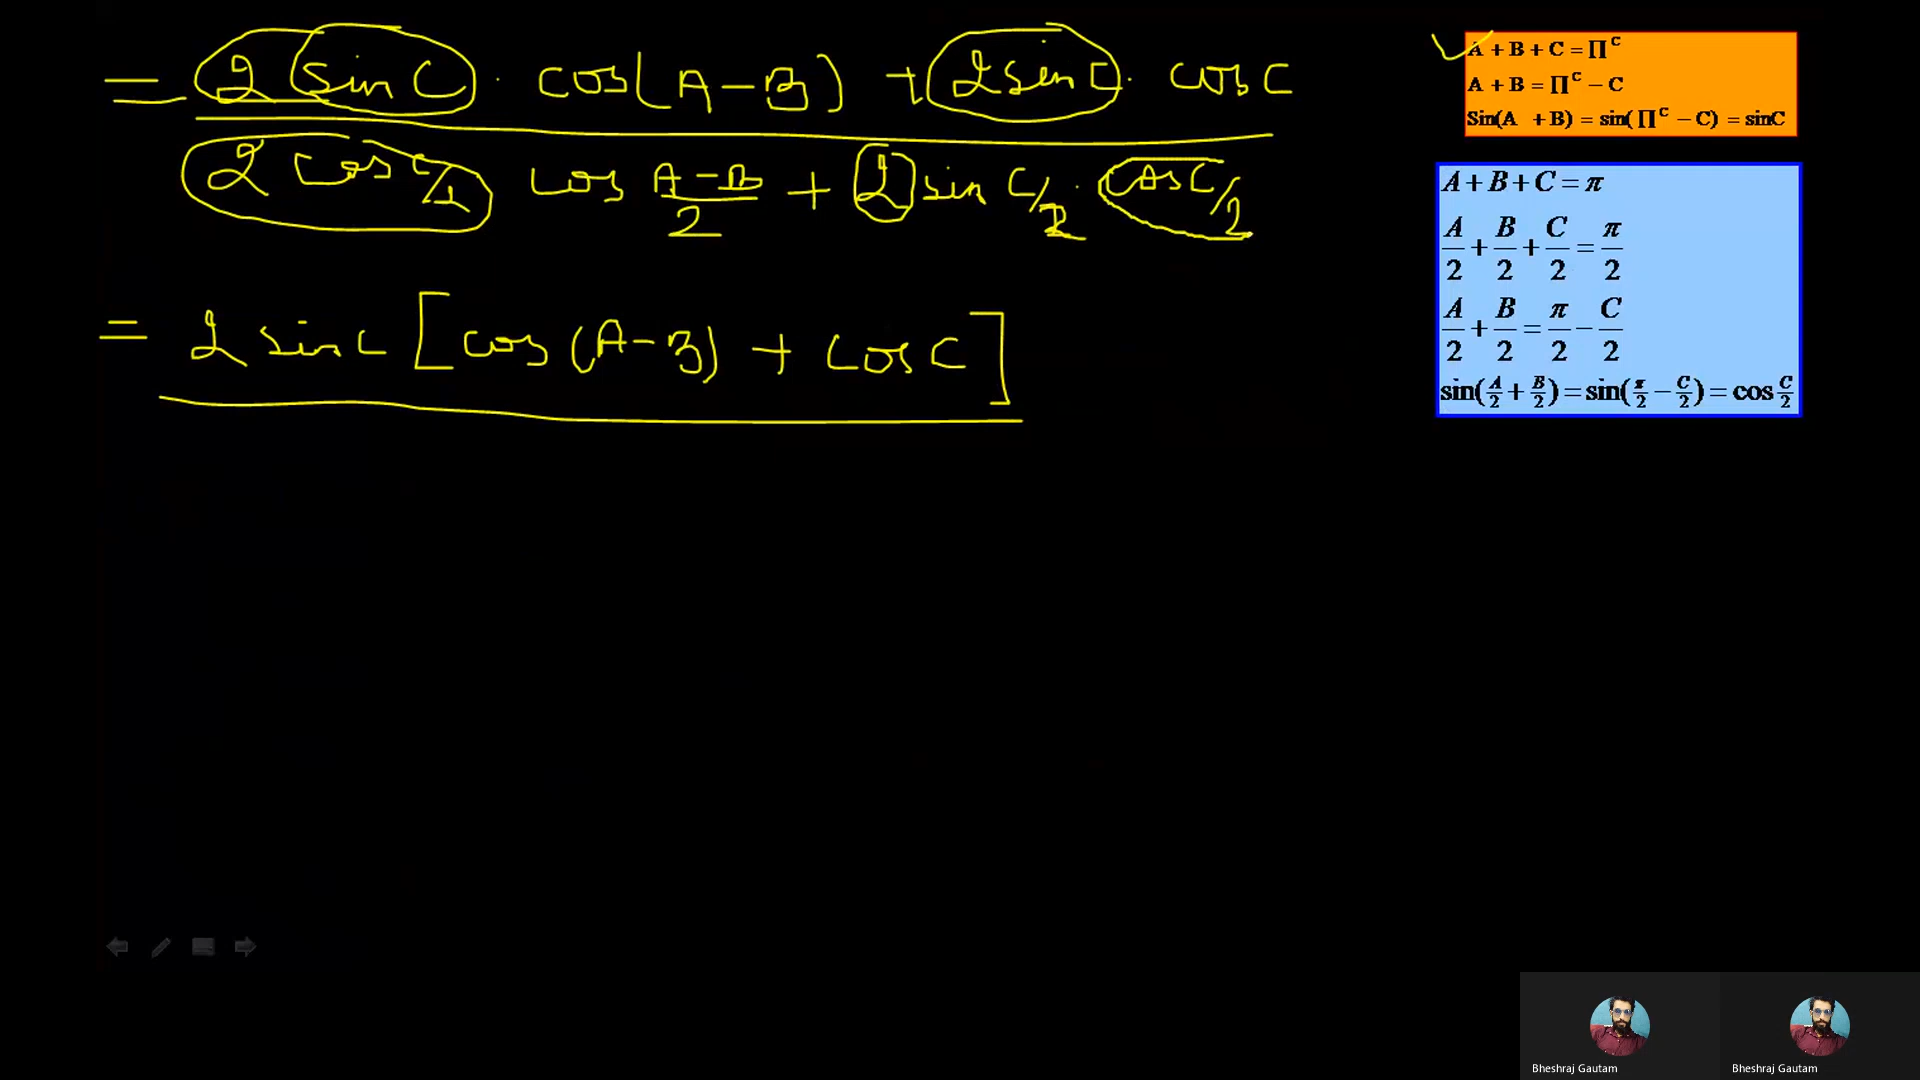 = 2 sin C · cos(A − B) + 2 sin C · cos C
2 cos C/2 cos A − B/2 + 2 sin C/2 · cos C/2
= 2 sin C [cos (A − B) + cos C]
A + B + C = ∏ᶜ
A + B = ∏ᶜ − C
Sin(A + B) = sin( ∏ᶜ − C) = sinC
A + B + C = π
A/2 + B/2 + C/2 = π/2
A/2 + B/2 = π/2 − C/2
sin(A/2 + B/2) = sin(π/2 − C/2) = cos C/2
Bheshraj Gautam
Bheshraj Gautam